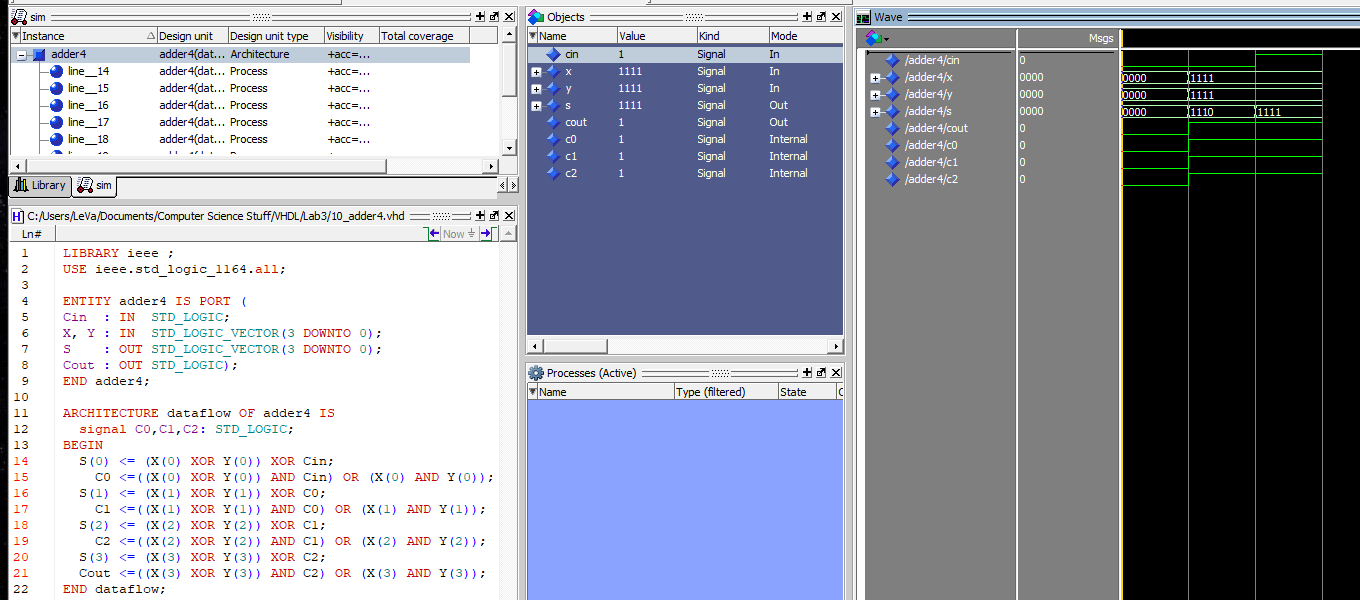 sim
Instance Design unit Design unit type Visibility Total coverage
adder4 adder4(dat... Architecture +acc=...
line__14 adder4(dat... Process +acc=...
line__15 adder4(dat... Process +acc=...
line__16 adder4(dat... Process +acc=...
line__17 adder4(dat... Process +acc=...
line__18 adder4(dat... Process +acc=...
Library sim
C:/Users/LeVa/Documents/Computer Science Stuff/VHDL/Lab3/10_adder4.vhd
Ln# Now
1 LIBRARY ieee ;
2 USE ieee.std_logic_1164.all;
3
4 ENTITY adder4 IS PORT (
5 Cin : IN STD_LOGIC;
6 X, Y : IN STD_LOGIC_VECTOR(3 DOWNTO 0);
7 S : OUT STD_LOGIC_VECTOR(3 DOWNTO 0);
8 Cout : OUT STD_LOGIC);
9 END adder4;
10
11 ARCHITECTURE dataflow OF adder4 IS
12 signal C0,C1,C2: STD_LOGIC;
13 BEGIN
14 S(0) <= (X(0) XOR Y(0)) XOR Cin;
15 C0 <=((X(0) XOR Y(0)) AND Cin) OR (X(0) AND Y(0));
16 S(1) <= (X(1) XOR Y(1)) XOR C0;
17 C1 <=((X(1) XOR Y(1)) AND C0) OR (X(1) AND Y(1));
18 S(2) <= (X(2) XOR Y(2)) XOR C1;
19 C2 <=((X(2) XOR Y(2)) AND C1) OR (X(2) AND Y(2));
20 S(3) <= (X(3) XOR Y(3)) XOR C2;
21 Cout <=((X(3) XOR Y(3)) AND C2) OR (X(3) AND Y(3));
22 END dataflow;
Objects
Name Value Kind Mode
cin 1 Signal In
x 1111 Signal In
y 1111 Signal In
s 1111 Signal Out
cout 1 Signal Out
c0 1 Signal Internal
c1 1 Signal Internal
c2 1 Signal Internal
Processes (Active)
Name Type (filtered) State
Wave
Msgs
/adder4/cin 0
/adder4/x 0000 0000 1111
/adder4/y 0000 0000 1111
/adder4/s 0000 0000 1110 1111
/adder4/cout 0
/adder4/c0 0
/adder4/c1 0
/adder4/c2 0